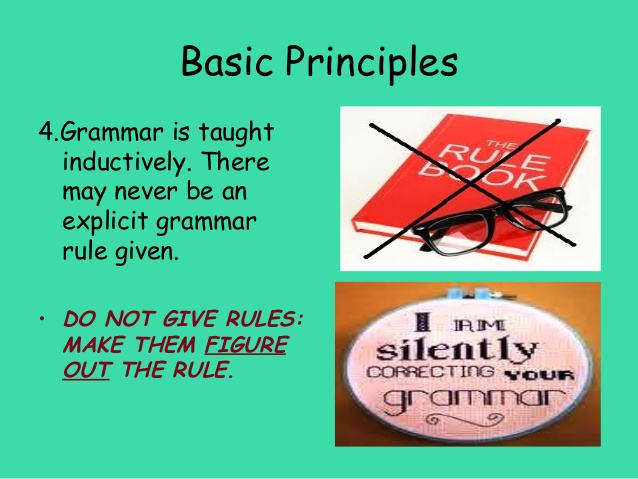 Basic Principles
4.Grammar is taught
inductively. There
may never be an
explicit grammar
rule given.
• DO NOT GIVE RULES:
MAKE THEM FIGURE
OUT THE RULE.
THE
RULE
BOOK
I AM
silently
CORRECTING YOUR
grammar